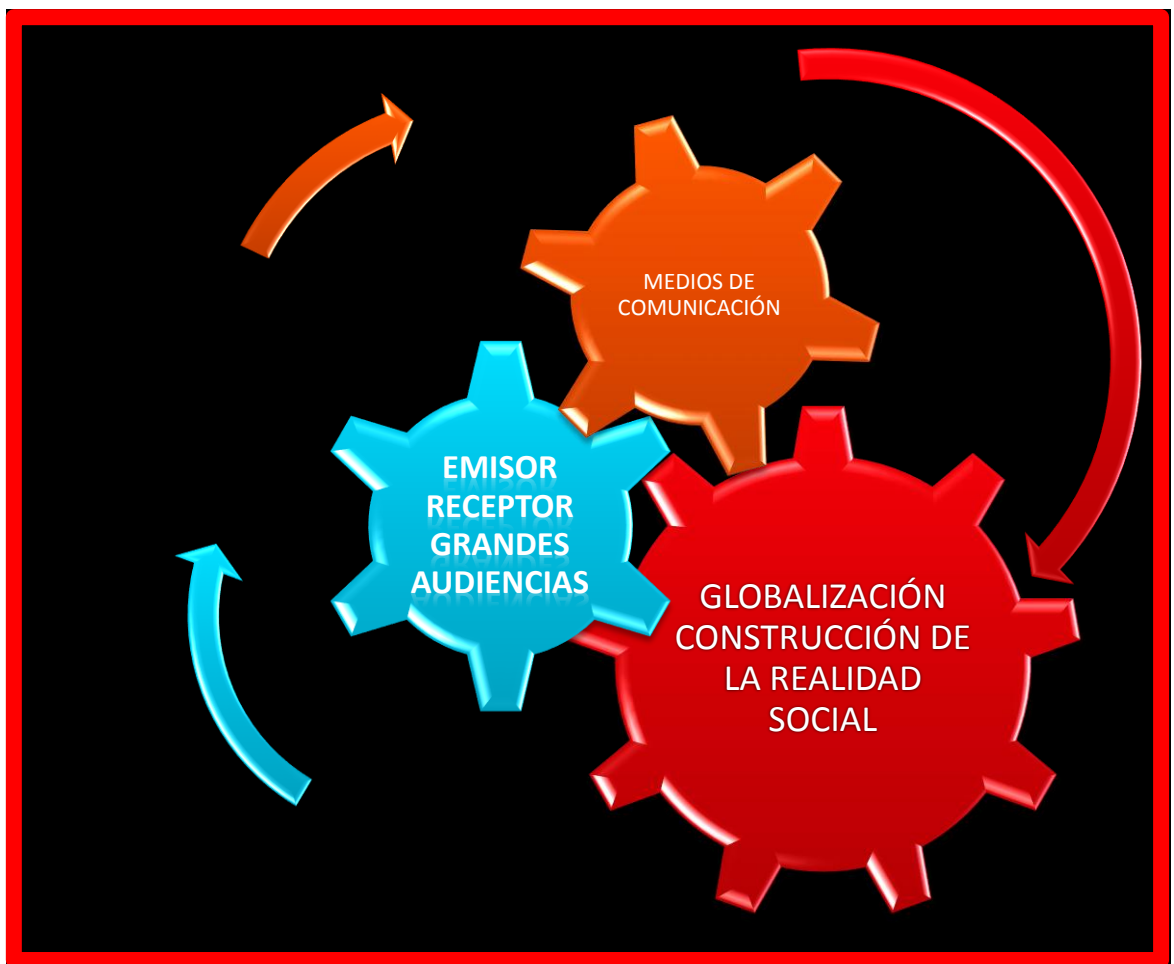 MEDIOS DE
COMUNICACIÓN
EMISOR
RECEPTOR
GRANDES
AUDIENCIAS
GLOBALIZACIÓN
CONSTRUCCIÓN DE
LA REALIDAD
SOCIAL